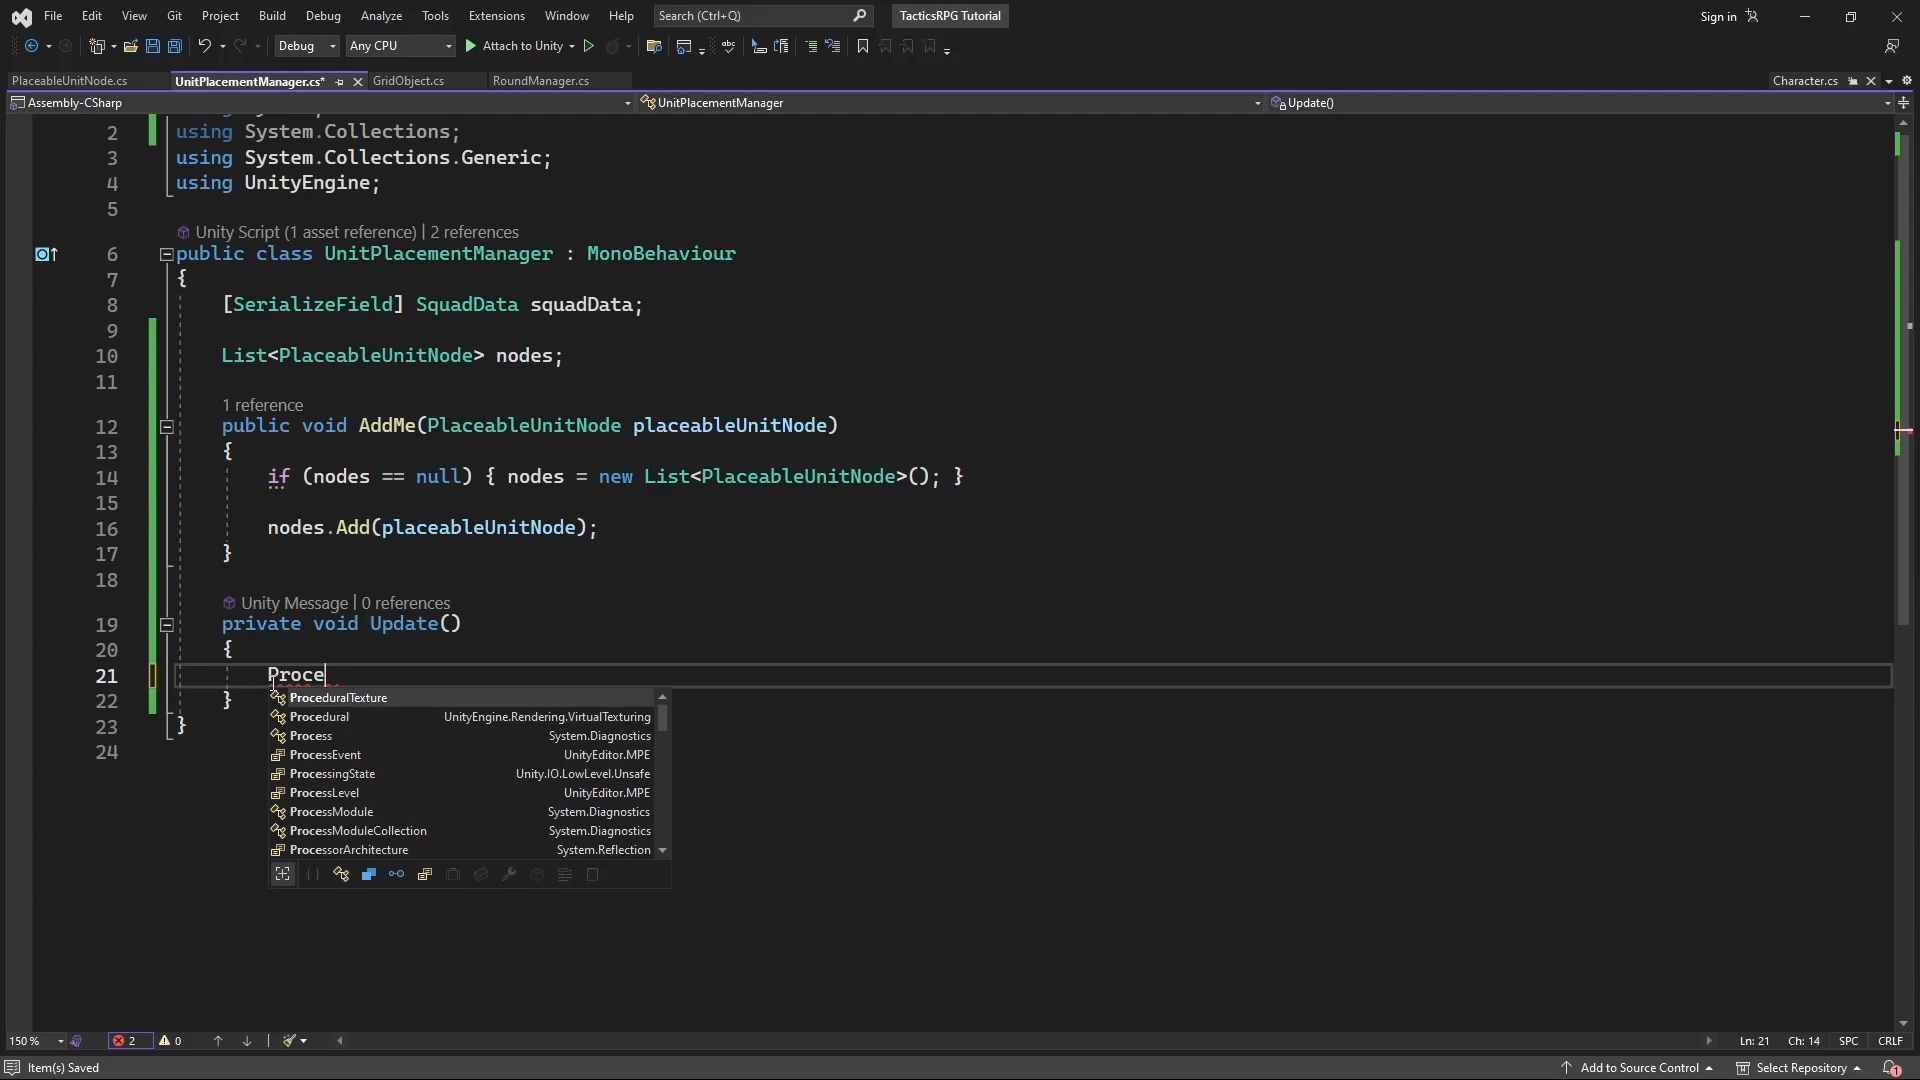 File Edit View Git Project Build Debug Analyze Tools Extensions Window Help Search (Ctrl+Q) TacticsRPG Tutorial Sign in
Debug Any CPU Attach to Unity
PlaceableUnitNode.cs UnitPlacementManager.cs* GridObject.cs RoundManager.cs Character.cs
Assembly-CSharp UnitPlacementManager Update()
2 using System.Collections;
3 using System.Collections.Generic;
4 using UnityEngine;
5
Unity Script (1 asset reference) | 2 references
6 public class UnitPlacementManager : MonoBehaviour
7 {
8 [SerializeField] SquadData squadData;
9
10 List<PlaceableUnitNode> nodes;
11
1 reference
12 public void AddMe(PlaceableUnitNode placeableUnitNode)
13 {
14 if (nodes == null) { nodes = new List<PlaceableUnitNode>(); }
15
16 nodes.Add(placeableUnitNode);
17 }
18
Unity Message | 0 references
19 private void Update()
20 {
21 Proce
22 }
23 }
24
ProceduralTexture
Procedural UnityEngine.Rendering.VirtualTexturing
Process System.Diagnostics
ProcessEvent UnityEditor.MPE
ProcessingState Unity.IO.LowLevel.Unsafe
ProcessLevel UnityEditor.MPE
ProcessModule System.Diagnostics
ProcessModuleCollection System.Diagnostics
ProcessorArchitecture System.Reflection
150 % 2 0 Ln: 21 Ch: 14 SPC CRLF
Item(s) Saved Add to Source Control Select Repository 1